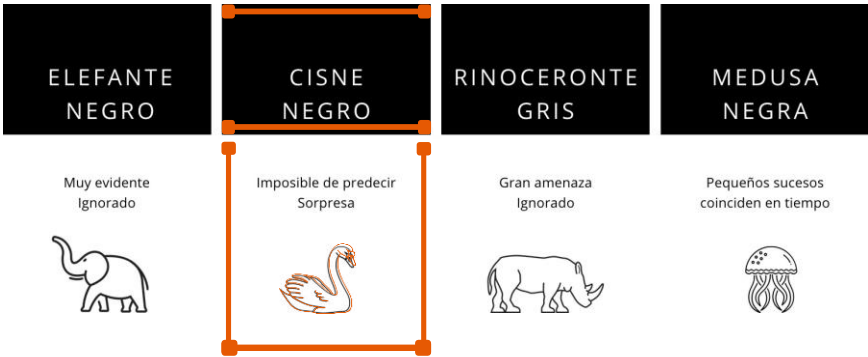 ELEFANTE
NEGRO
Muy evidente
Ignorado
CISNE
NEGRO
Imposible de predecir
Sorpresa
RINOCERONTE
GRIS
Gran amenaza
Ignorado
MEDUSA
NEGRA
Pequeños sucesos
coinciden en tiempo